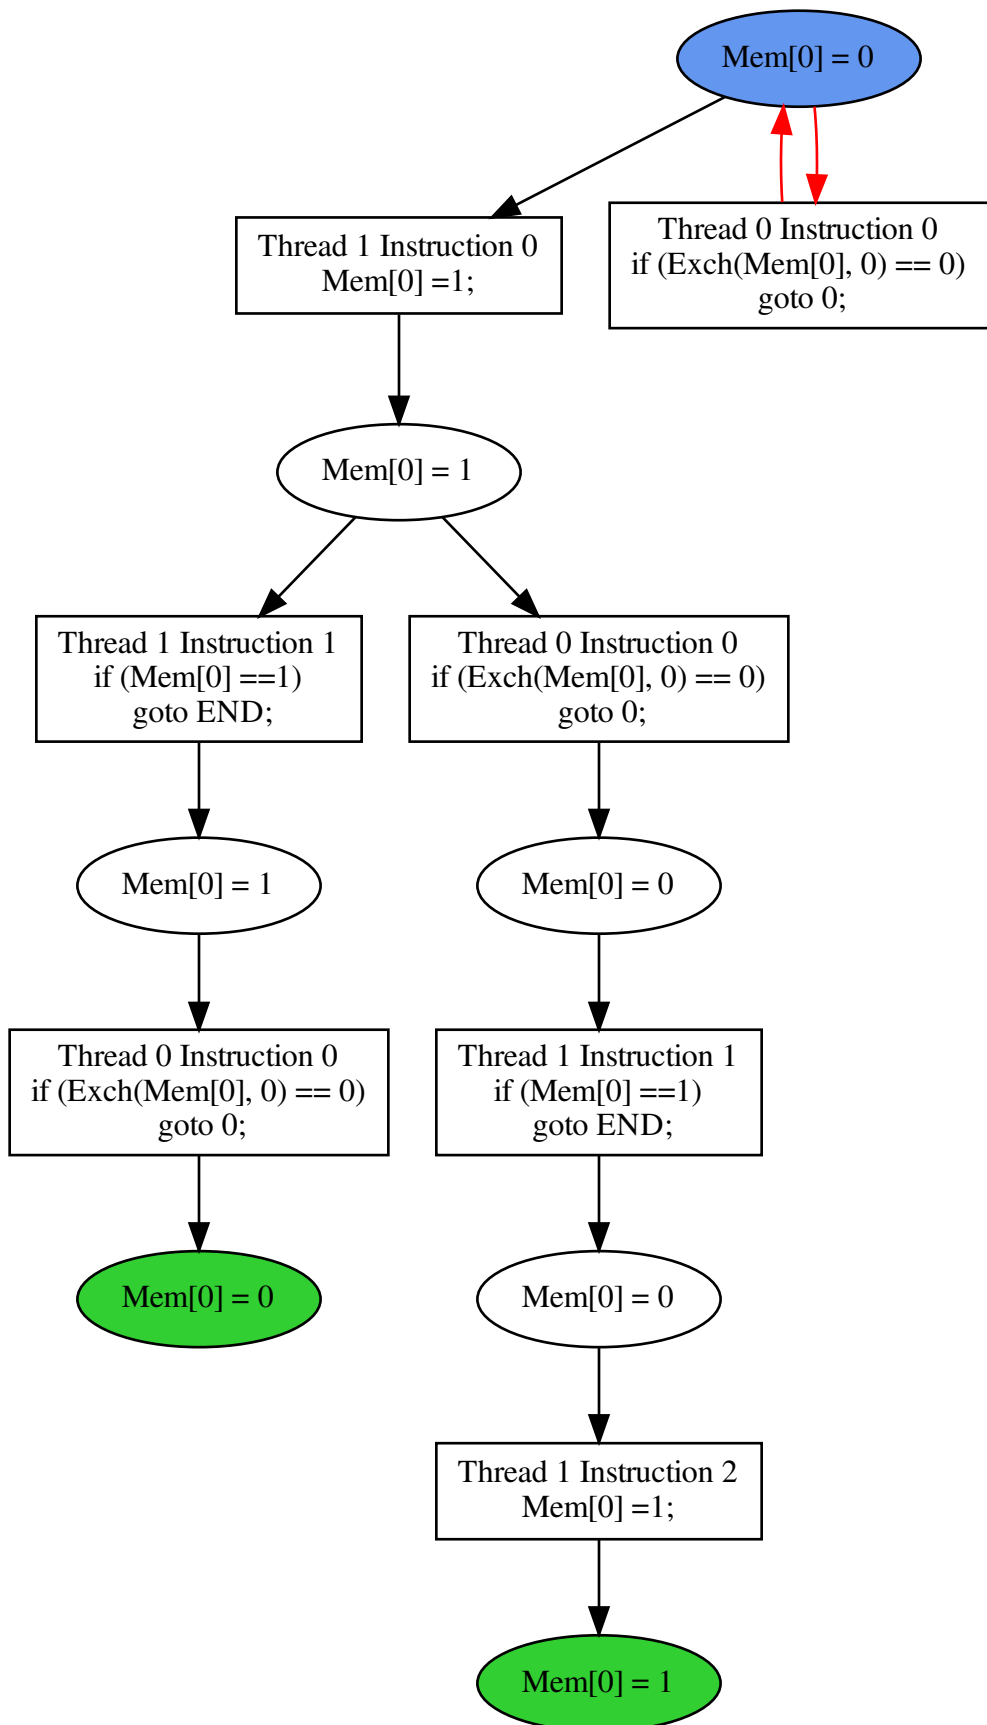 Mem[0] = 0
Thread 1 Instruction 0
Mem[0] =1;
Thread 0 Instruction 0
if (Exch(Mem[0], 0) == 0)
goto 0;
Mem[0] = 1
Thread 1 Instruction 1
if (Mem[0] ==1)
goto END;
Thread 0 Instruction 0
if (Exch(Mem[0], 0) == 0)
goto 0;
Mem[0] = 1
Mem[0] = 0
Thread 0 Instruction 0
if (Exch(Mem[0], 0) == 0)
goto 0;
Thread 1 Instruction 1
if (Mem[0] ==1)
goto END;
Mem[0] = 0
Mem[0] = 0
Thread 1 Instruction 2
Mem[0] =1;
Mem[0] = 1